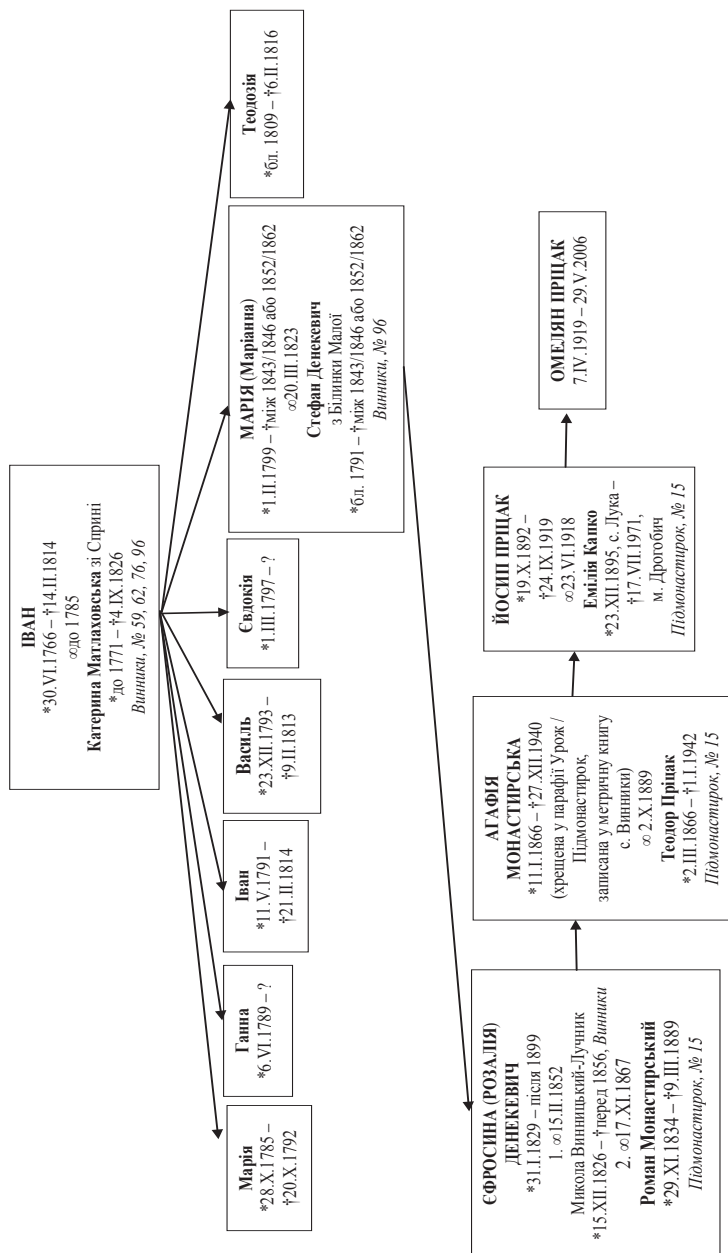 ІВАН
*30.VI.1766 – †14.II.1814
∞до 1785
Катерина Матлаховська зі Сприні
*до 1771 – †4.IX.1826
Винники, № 59, 62, 76, 96
Марія
*28.X.1785 –
†20.X.1792
Ганна
*6.VI.1789 – ?
Іван
*11.V.1791 –
†21.II.1814
Василь
*23.XII.1793 –
†9.II.1813
Євдокія
*1.III.1797 – ?
МАРІЯ (Маріанна)
*1.II.1799 – †між 1843/1846 або 1852/1862
∞20.III.1823
Стефан Денекевич
з Білинки Малої
*бл. 1791 – †між 1843/1846 або 1852/1862
Винники, № 96
Теодозія
*бл. 1809 – †6.II.1816
ЄФРОСИНА (РОЗАЛІЯ)
ДЕНЕКЕВИЧ
*31.I.1829 – після 1899
1. ∞15.II.1852
Микола Винницький-Лучник
*15.XII.1826 – †перед 1856, Винники
2. ∞17.XI.1867
Роман Монастирський
*29.XI.1834 – †9.III.1889
Підмонастирок, № 15
АГАФІЯ
МОНАСТИРСЬКА
*11.I.1866 – †27.XII.1940
(хрещена у парафії Урож /
Підмонастирок,
записана у метричну книгу
с. Винники)
∞ 2.X.1889
Теодор Пріцак
*2.III.1866 – †1.I.1942
Підмонастирок, № 15
ЙОСИП ПРІЦАК
*19.X.1892 –
†24.IX.1919
∞23.VI.1918
Емілія Капко
*23.XII.1895, с. Лука –
†17.VII.1971,
м. Дрогобич
Підмонастирок, № 15
ОМЕЛЯН ПРІЦАК
7.IV.1919 – 29.V.2006